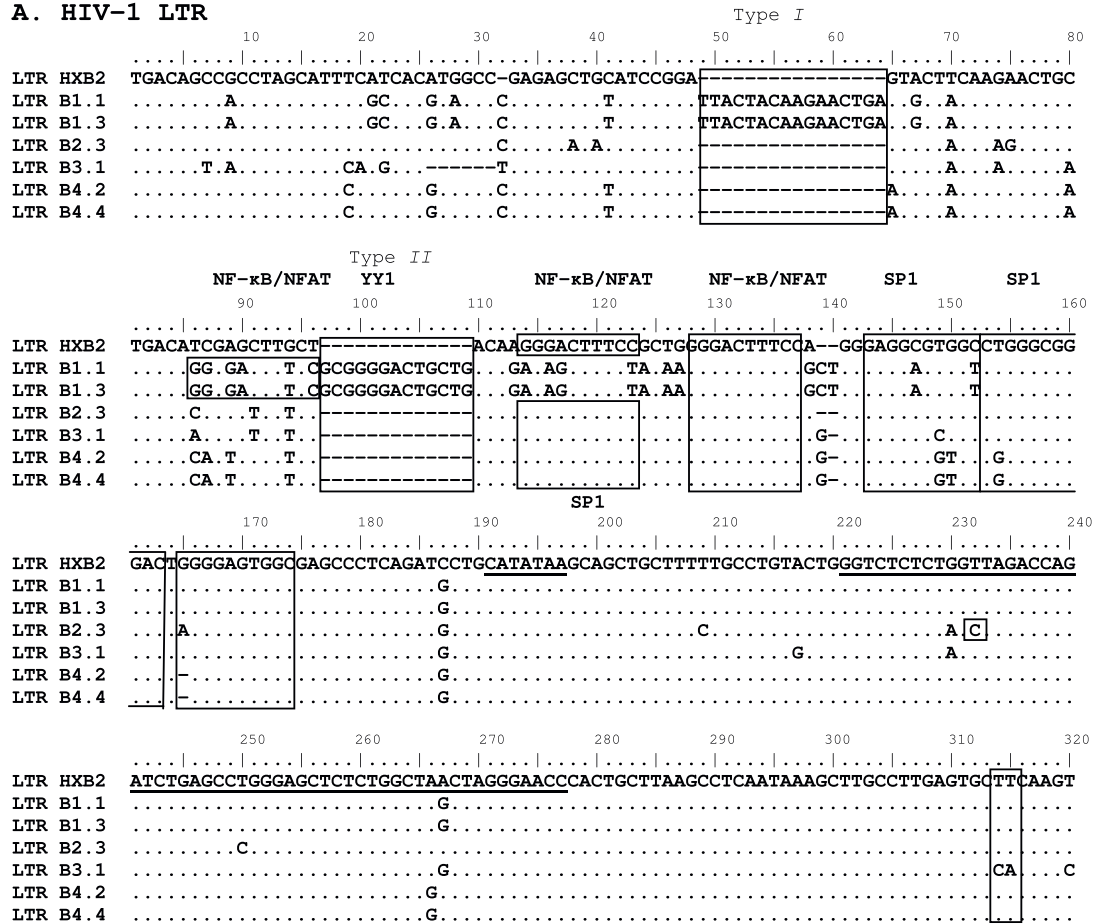 A. HIV-1 LTR
Type I
10 20 30 40 50 60 70 80
LTR HXB2 TGACAGCCGCCTAGCATTTCATCACATGGCC-GAGAGCTGCATCCGGA----------------GTACTTCAAGAACTGC
LTR B1.1 ........A...........GC...G.A...C........T.......TTACTACAAGAACTGA..G..A..........
LTR B1.3 ........A...........GC...G.A...C........T.......TTACTACAAGAACTGA..G..A..........
LTR B2.3 ...............................C.....A.A........----------------.....A...AG.....
LTR B3.1 ......T.A.........CA.G...------T................----------------.....A...A.....A
LTR B4.2 ..................C......G.....C........T.......----------------A....A.........A
LTR B4.4 ..................C......G.....C........T.......----------------A....A.........A
Type II
NF-κB/NFAT YY1 NF-κB/NFAT NF-κB/NFAT SP1 SP1
90 100 110 120 130 140 150 160
LTR HXB2 TGACATCGAGCTTGCT-------------ACAAGGGACTTTCCGCTGGGGACTTTCCA--GGGAGGCGTGGCCTGGGCGG
LTR B1.1 .....GG.GA...T.CGCGGGGACTGCTG...GA.AG.....TA.AA..........GCT......A....T........
LTR B1.3 .....GG.GA...T.CGCGGGGACTGCTG...GA.AG.....TA.AA..........GCT......A....T........
LTR B2.3 .....C....T..T..-------------.............................--....................
LTR B3.1 .....A....T..T..-------------.............................G-........C...........
LTR B4.2 .....CA.T....T..-------------.............................G-........GT...G......
LTR B4.4 .....CA.T....T..-------------.............................G-........GT...G......
SP1
170 180 190 200 210 220 230 240
LTR HXB2 GACTGGGGAGTGGCGAGCCCTCAGATCCTGCATATAAGCAGCTGCTTTTTGCCTGTACTGGGTCTCTCTGGTTAGACCAG
LTR B1.1 ..........................G.....................................................
LTR B1.3 ..........................G.....................................................
LTR B2.3 ....A.....................G.....................C....................A.C........
LTR B3.1 ..........................G.............................G............A..........
LTR B4.2 ....-.....................G.....................................................
LTR B4.4 ....-.....................G.....................................................
250 260 270 280 290 300 310 320
LTR HXB2 ATCTGAGCCTGGGAGCTCTCTGGCTAACTAGGGAACCCACTGCTTAAGCCTCAATAAAGCTTGCCTTGAGTGCTTCAAGT
LTR B1.1 ..........................G.....................................................
LTR B1.3 ..........................G.....................................................
LTR B2.3 .........C......................................................................
LTR B3.1 ..........................G..............................................CA....C
LTR B4.2 .........................G......................................................
LTR B4.4 .........................G......................................................